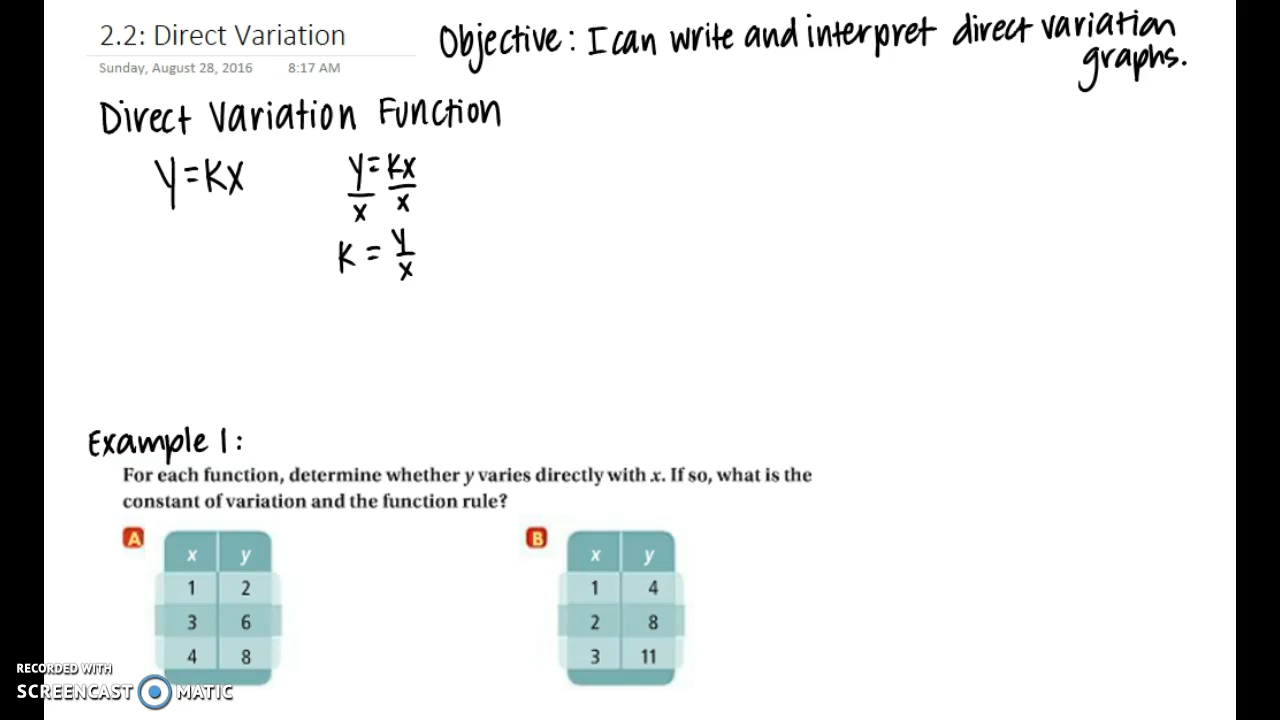 2.2: Direct Variation
Sunday, August 28, 2016 8:17 AM
Objective: I can write and interpret direct variation
graphs.
Direct Variation Function
y=kx
y=kx
x x
k = y
x
Example 1:
For each function, determine whether y varies directly with x. If so, what is the
constant of variation and the function rule?
A
x y
1 2
3 6
4 8
B
x y
1 4
2 8
3 11
RECORDED WITH
SCREENCAST MATIC